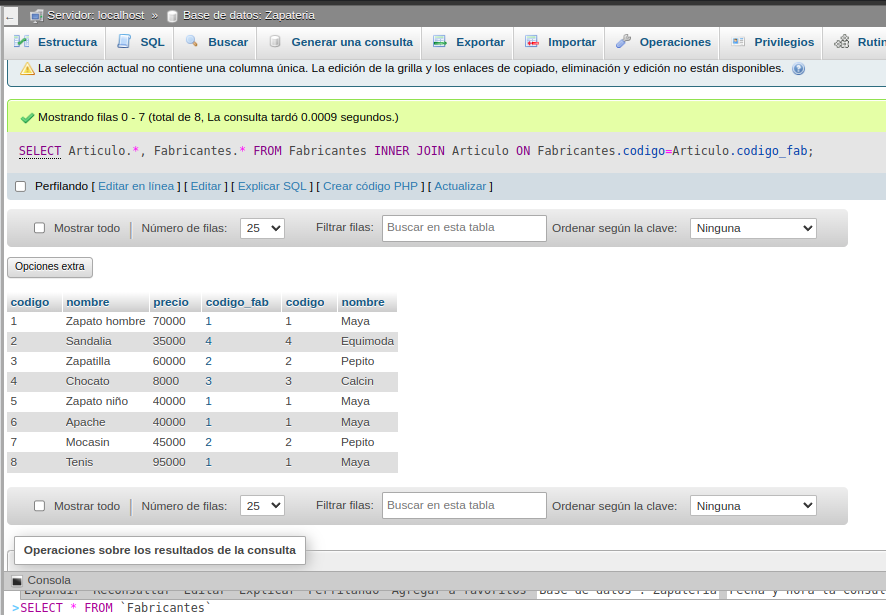 ← Servidor: localhost » Base de datos: Zapateria
Estructura SQL Buscar Generar una consulta Exportar Importar Operaciones Privilegios Rutin
La selección actual no contiene una columna única. La edición de la grilla y los enlaces de copiado, eliminación y edición no están disponibles.
Mostrando filas 0 - 7 (total de 8, La consulta tardó 0.0009 segundos.)
SELECT Articulo.*, Fabricantes.* FROM Fabricantes INNER JOIN Articulo ON Fabricantes.codigo=Articulo.codigo_fab;
Perfilando [ Editar en línea ] [ Editar ] [ Explicar SQL ] [ Crear código PHP ] [ Actualizar ]
Mostrar todo | Número de filas: 25 Filtrar filas: Buscar en esta tabla Ordenar según la clave: Ninguna
Opciones extra
codigo nombre precio codigo_fab codigo nombre
1 Zapato hombre 70000 1 1 Maya
2 Sandalia 35000 4 4 Equimoda
3 Zapatilla 60000 2 2 Pepito
4 Chocato 8000 3 3 Calcin
5 Zapato niño 40000 1 1 Maya
6 Apache 40000 1 1 Maya
7 Mocasin 45000 2 2 Pepito
8 Tenis 95000 1 1 Maya
Mostrar todo | Número de filas: 25 Filtrar filas: Buscar en esta tabla Ordenar según la clave: Ninguna
Operaciones sobre los resultados de la consulta
Consola
Expandir Reconsultar Editar Explicar Perfilando Agregar a favoritos Base de datos : Zapateria Fecha y hora la consul
>SELECT * FROM `Fabricantes`